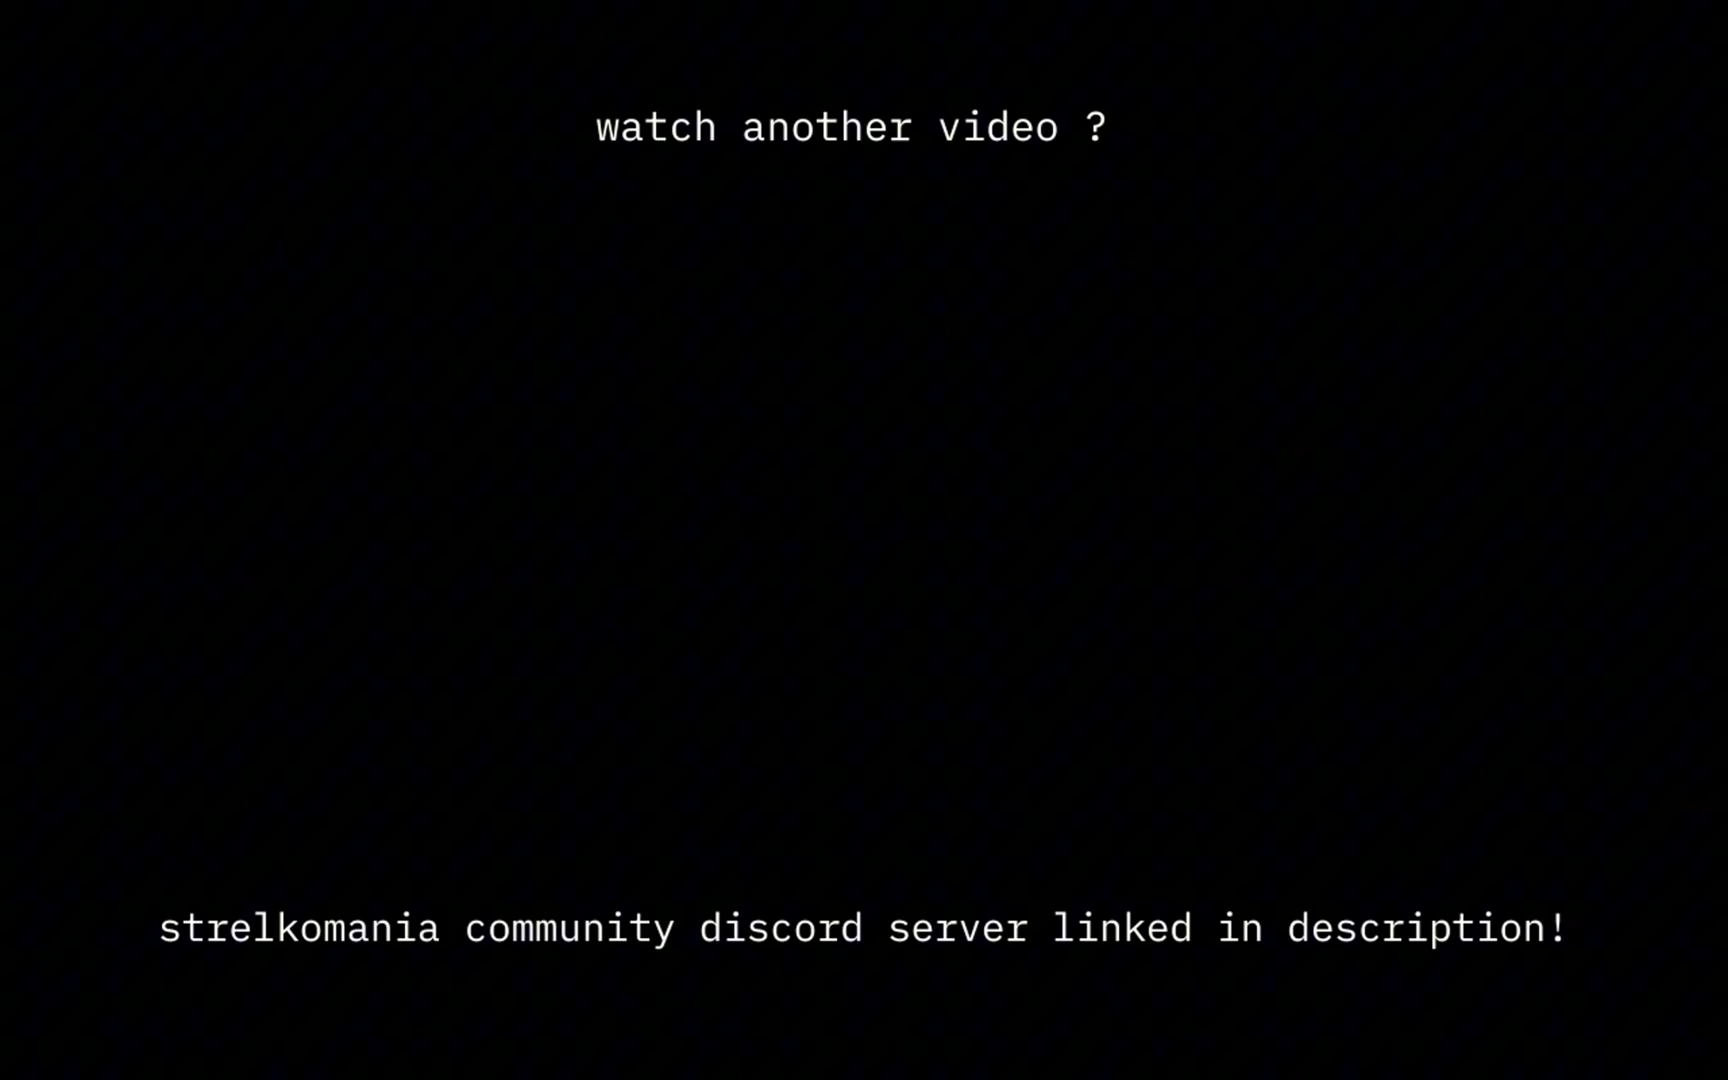 watch another video ?
strelkomania community discord server linked in description!